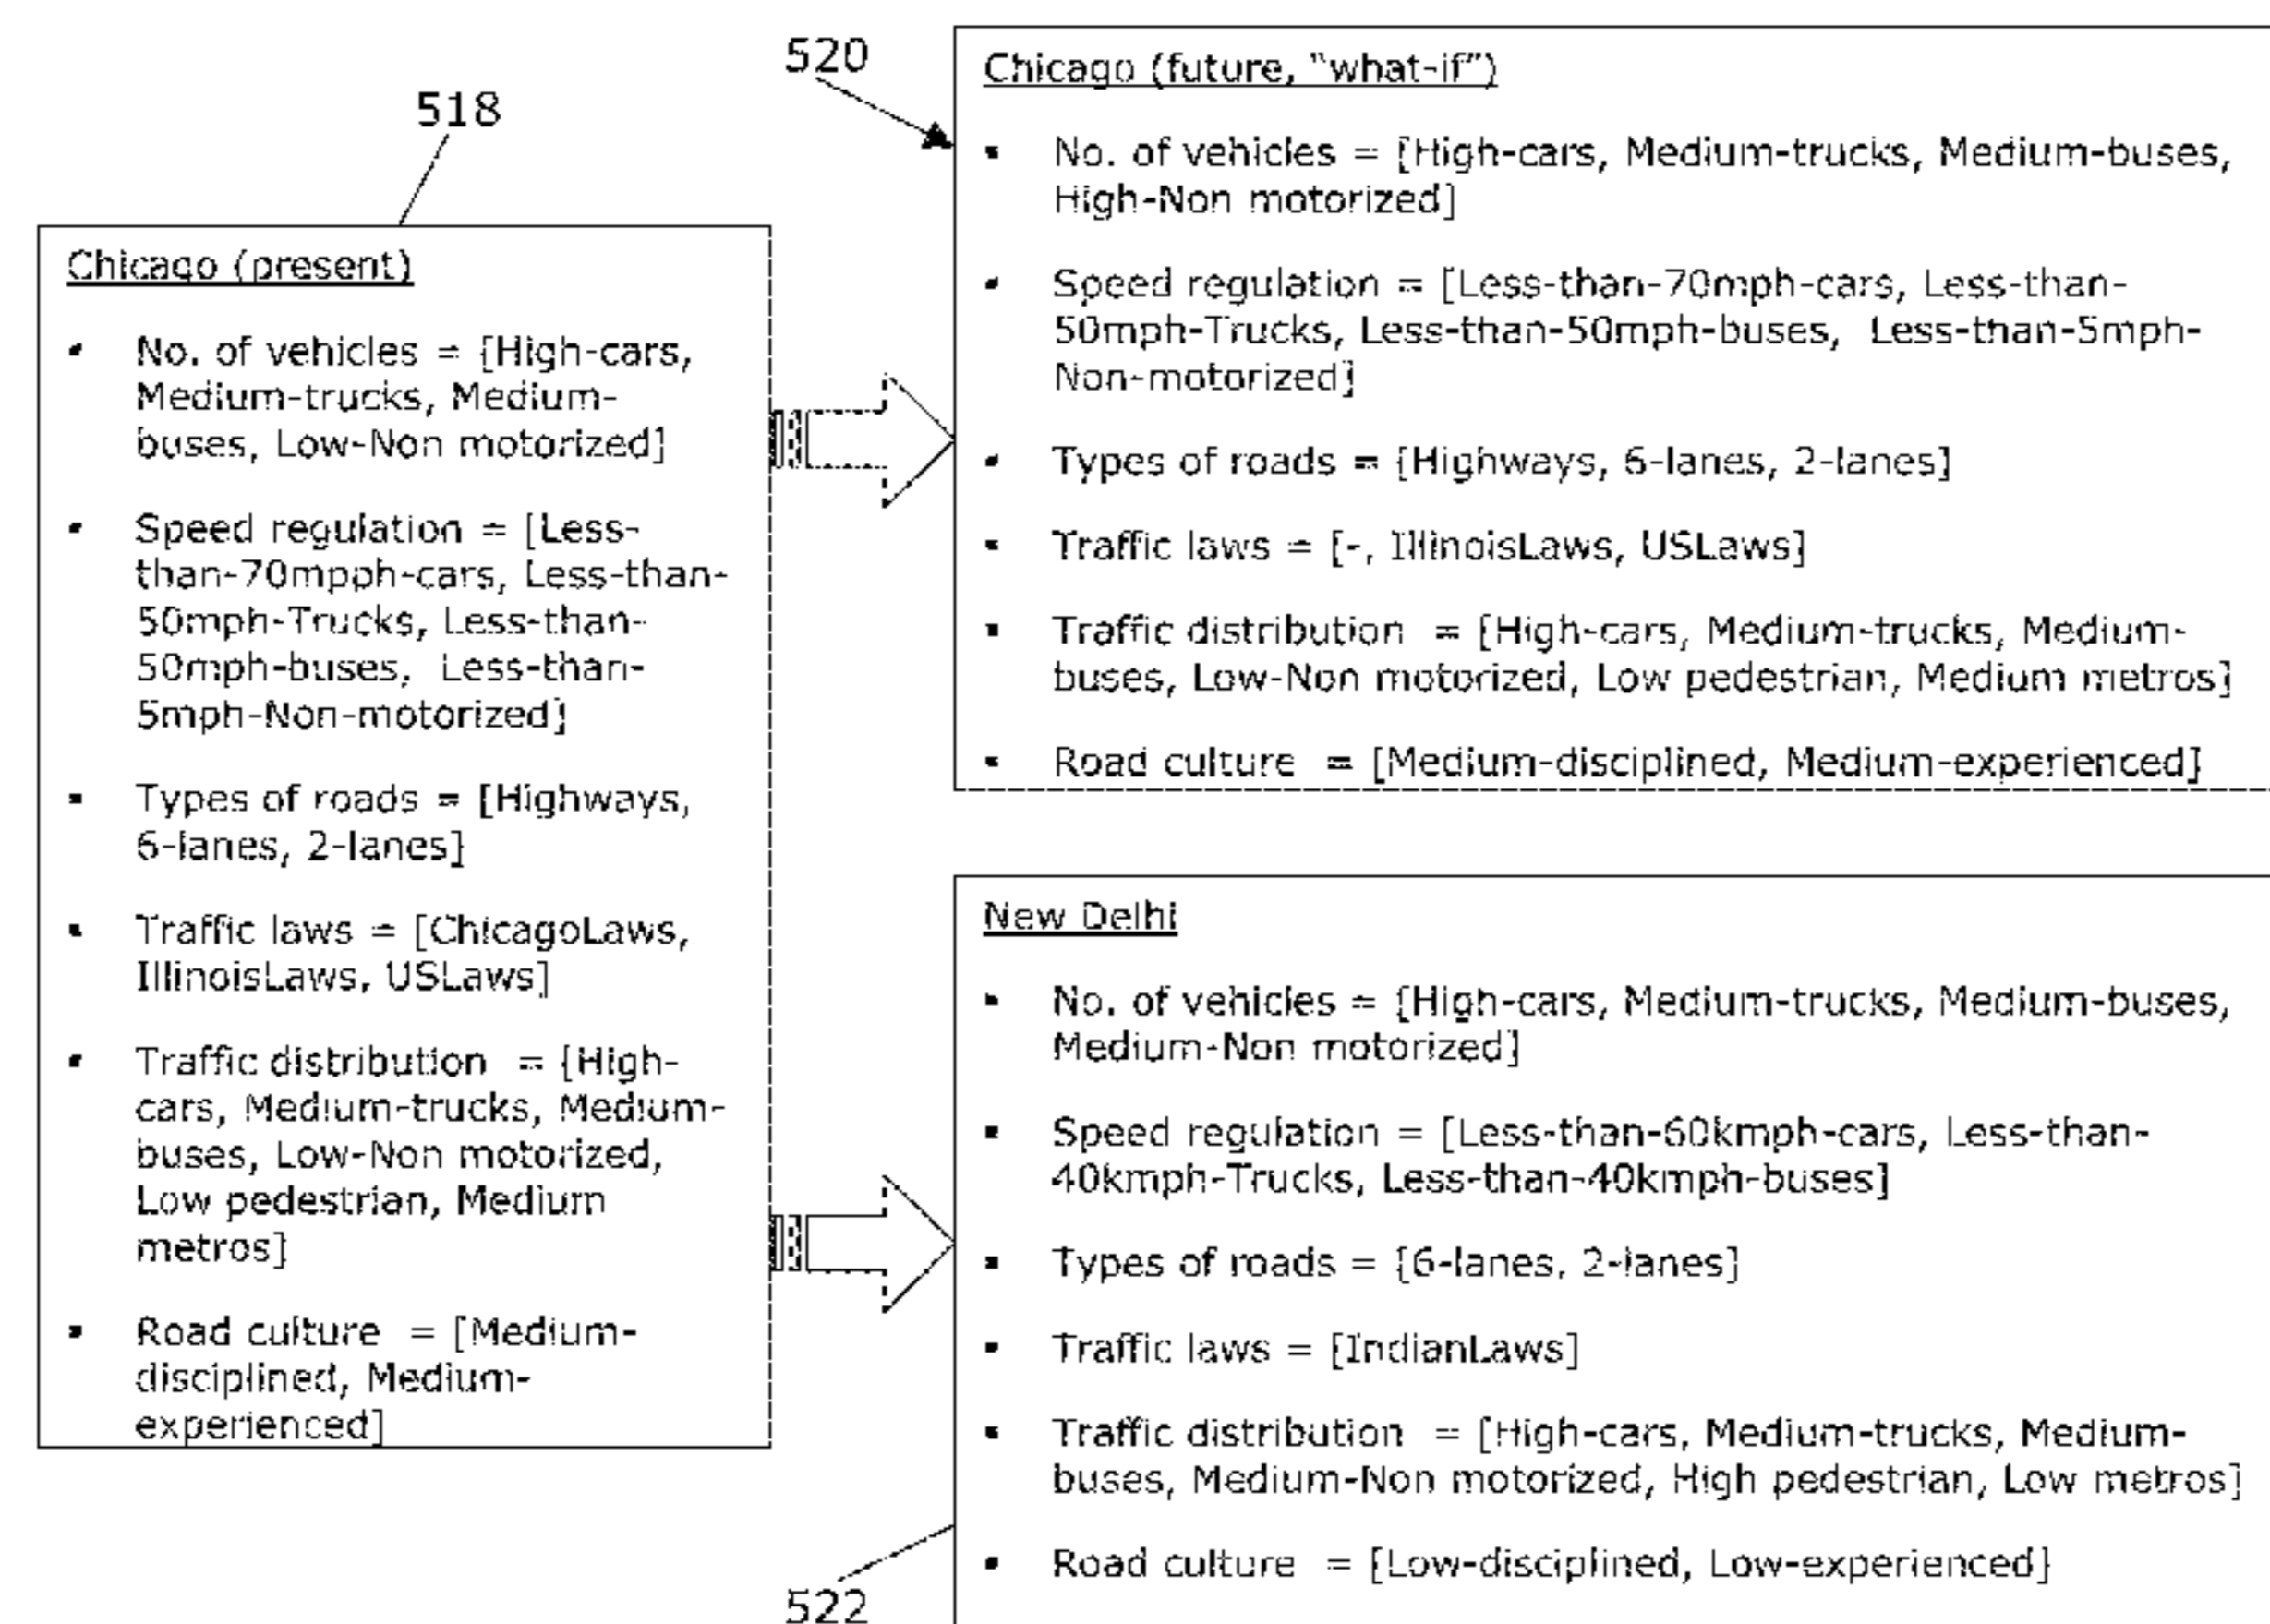 518
Chicago (present)
▪ No. of vehicles = [High-cars,
Medium-trucks, Medium-
buses, Low-Non motorized]
▪ Speed regulation = [Less-
than-70mpph-cars, Less-than-
50mph-Trucks, Less-than-
50mph-buses, Less-than-
5mph-Non-motorized]
▪ Types of roads = [Highways,
6-lanes, 2-lanes]
▪ Traffic laws = [ChicagoLaws,
IllinoisLaws, USLaws]
▪ Traffic distribution = [High-
cars, Medium-trucks, Medium-
buses, Low-Non motorized,
Low pedestrian, Medium
metros]
▪ Road culture = [Medium-
disciplined, Medium-
experienced]
520
Chicago (future, "what-if")
▪ No. of vehicles = [High-cars, Medium-trucks, Medium-buses,
High-Non motorized]
▪ Speed regulation = [Less-than-70mph-cars, Less-than-
50mph-Trucks, Less-than-50mph-buses, Less-than-5mph-
Non-motorized]
▪ Types of roads = [Highways, 6-lanes, 2-lanes]
▪ Traffic laws = [-, IllinoisLaws, USLaws]
▪ Traffic distribution = [High-cars, Medium-trucks, Medium-
buses, Low-Non motorized, Low pedestrian, Medium metros]
▪ Road culture = [Medium-disciplined, Medium-experienced]
New Delhi
▪ No. of vehicles = [High-cars, Medium-trucks, Medium-buses,
Medium-Non motorized]
▪ Speed regulation = [Less-than-60kmph-cars, Less-than-
40kmph-Trucks, Less-than-40kmph-buses]
▪ Types of roads = [6-lanes, 2-lanes]
▪ Traffic laws = [IndianLaws]
▪ Traffic distribution = [High-cars, Medium-trucks, Medium-
buses, Medium-Non motorized, High pedestrian, Low metros]
▪ Road culture = [Low-disciplined, Low-experienced]
522